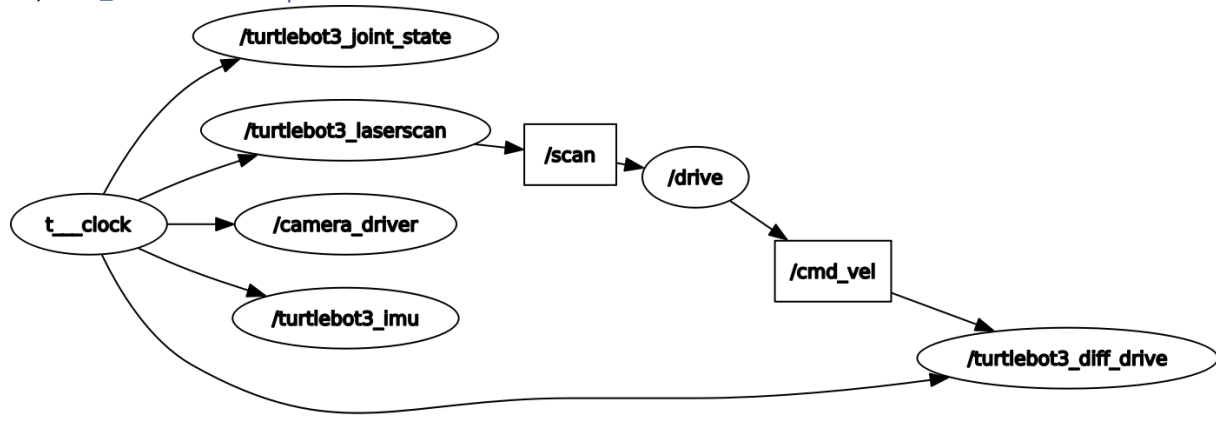 /turtlebot3_joint_state
/turtlebot3_laserscan
/scan
/drive
t__clock
/camera_driver
/cmd_vel
/turtlebot3_imu
/turtlebot3_diff_drive